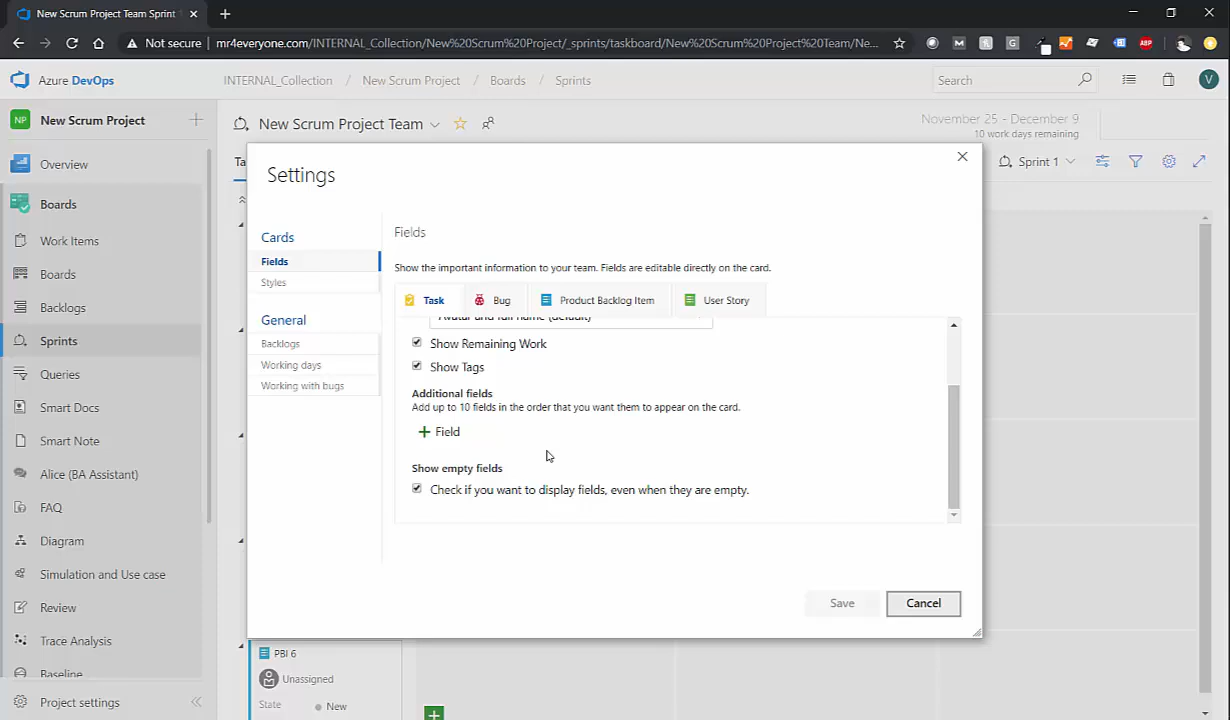 New Scrum Project Team Sprint
Not secure
mr4everyone.com/INTERNAL_Collection/New%20Scrum%20Project/_sprints/taskboard/New%20Scrum%20Project%20Team/Ne...
M
G
ABP
Azure DevOps
INTERNAL_Collection / New Scrum Project / Boards / Sprints
Search
V
NP New Scrum Project
New Scrum Project Team
November 25 - December 9
10 work days remaining
Ta
Sprint 1
Overview
Boards
Work Items
Boards
Backlogs
Sprints
Queries
Smart Docs
Smart Note
Alice (BA Assistant)
FAQ
Diagram
Simulation and Use case
Review
Trace Analysis
Baseline
Project settings
Settings
Cards
Fields
Styles
General
Backlogs
Working days
Working with bugs
Fields
Show the important information to your team. Fields are editable directly on the card.
Task
Bug
Product Backlog Item
User Story
Avatar and full name (default)
Show Remaining Work
Show Tags
Additional fields
Add up to 10 fields in the order that you want them to appear on the card.
+ Field
Show empty fields
Check if you want to display fields, even when they are empty.
Save
Cancel
PBI 6
Unassigned
State
New